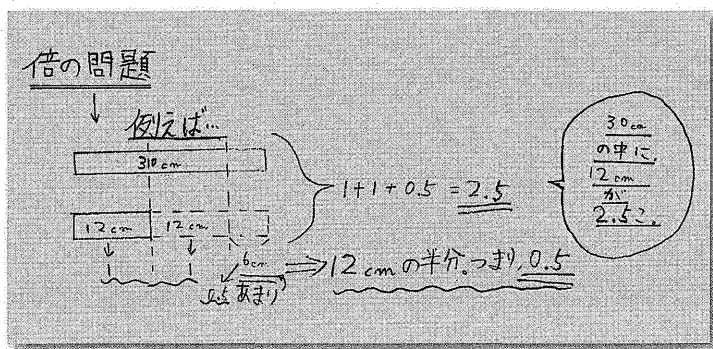 倍の問題
例えば…
30cm
12cm 12cm
6cm
あまり
0.5
1+1+0.5=2.5
12cmの半分。つまり0.5
30cm
の中に、
12cm
が
2.5こ。